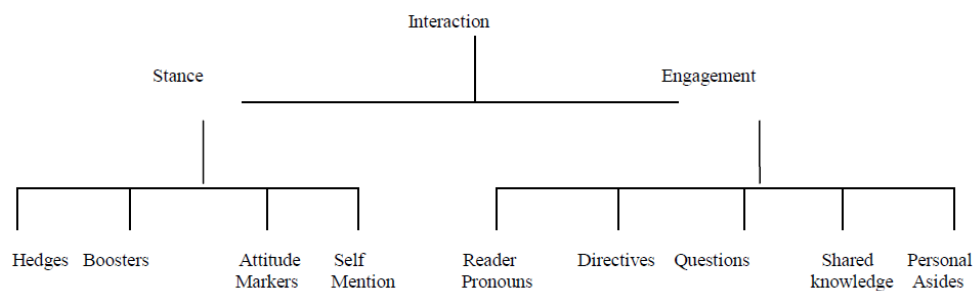 Interaction
Stance Engagement
Hedges Boosters Attitude Self Reader Directives Questions Shared Personal
Markers Mention Pronouns knowledge Asides